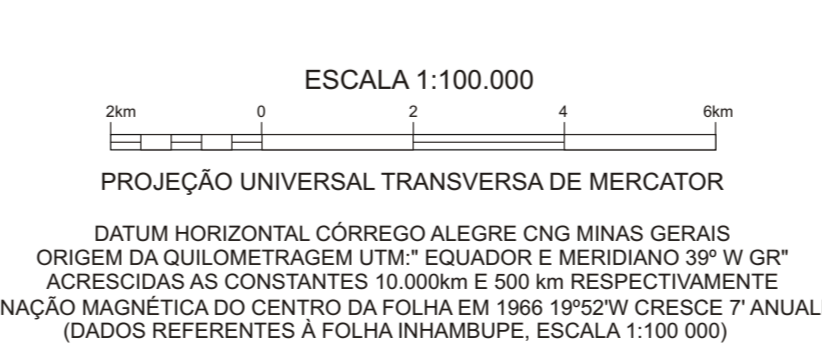 ESCALA 1:100.000
2km 0 2 4 6km
PROJEÇÃO UNIVERSAL TRANSVERSA DE MERCATOR
DATUM HORIZONTAL CÓRREGO ALEGRE CNG MINAS GERAIS
ORIGEM DA QUILOMETRAGEM UTM:" EQUADOR E MERIDIANO 39º W GR"
ACRESCIDAS AS CONSTANTES 10.000km E 500 km RESPECTIVAMENTE
NAÇÃO MAGNÉTICA DO CENTRO DA FOLHA EM 1966 19º52'W CRESCE 7' ANUAL
(DADOS REFERENTES À FOLHA INHAMBUPE, ESCALA 1:100 000)